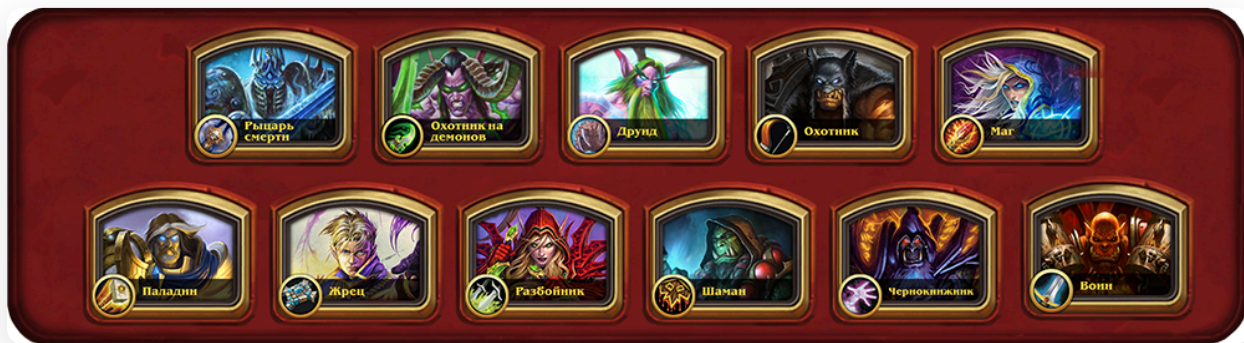 Рыцарь
смерти
Охотник на
демонов
Друид
Охотник
Маг
Паладин
Жрец
Разбойник
Шаман
Чернокнижник
Воин